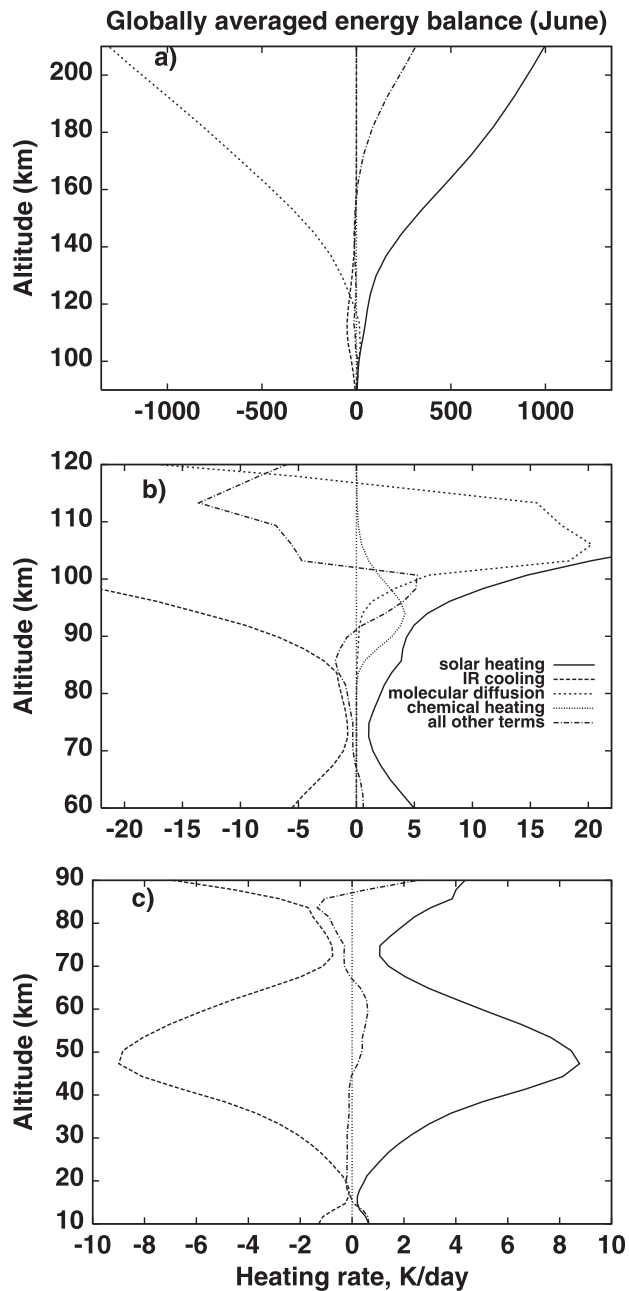 Globally averaged energy balance (June)
a)
200
180
160
140
120
100
Altitude (km)
-1000 -500 0 500 1000
b)
120
110
100
90
80
70
60
Altitude (km)
solar heating
IR cooling
molecular diffusion
chemical heating
all other terms
-20 -15 -10 -5 0 5 10 15 20
c)
90
80
70
60
50
40
30
20
10
Altitude (km)
-10 -8 -6 -4 -2 0 2 4 6 8 10
Heating rate, K/day